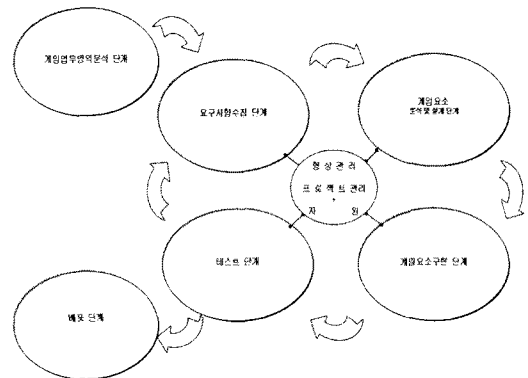 게임업무영역분석 단계
요구사항수집 단계
게임요소
분석 및 설계 단계
형 상 관 리
프 로 젝 트 관 리
+
자 원
테스트 단계
게임요소구현 단계
배포 단계